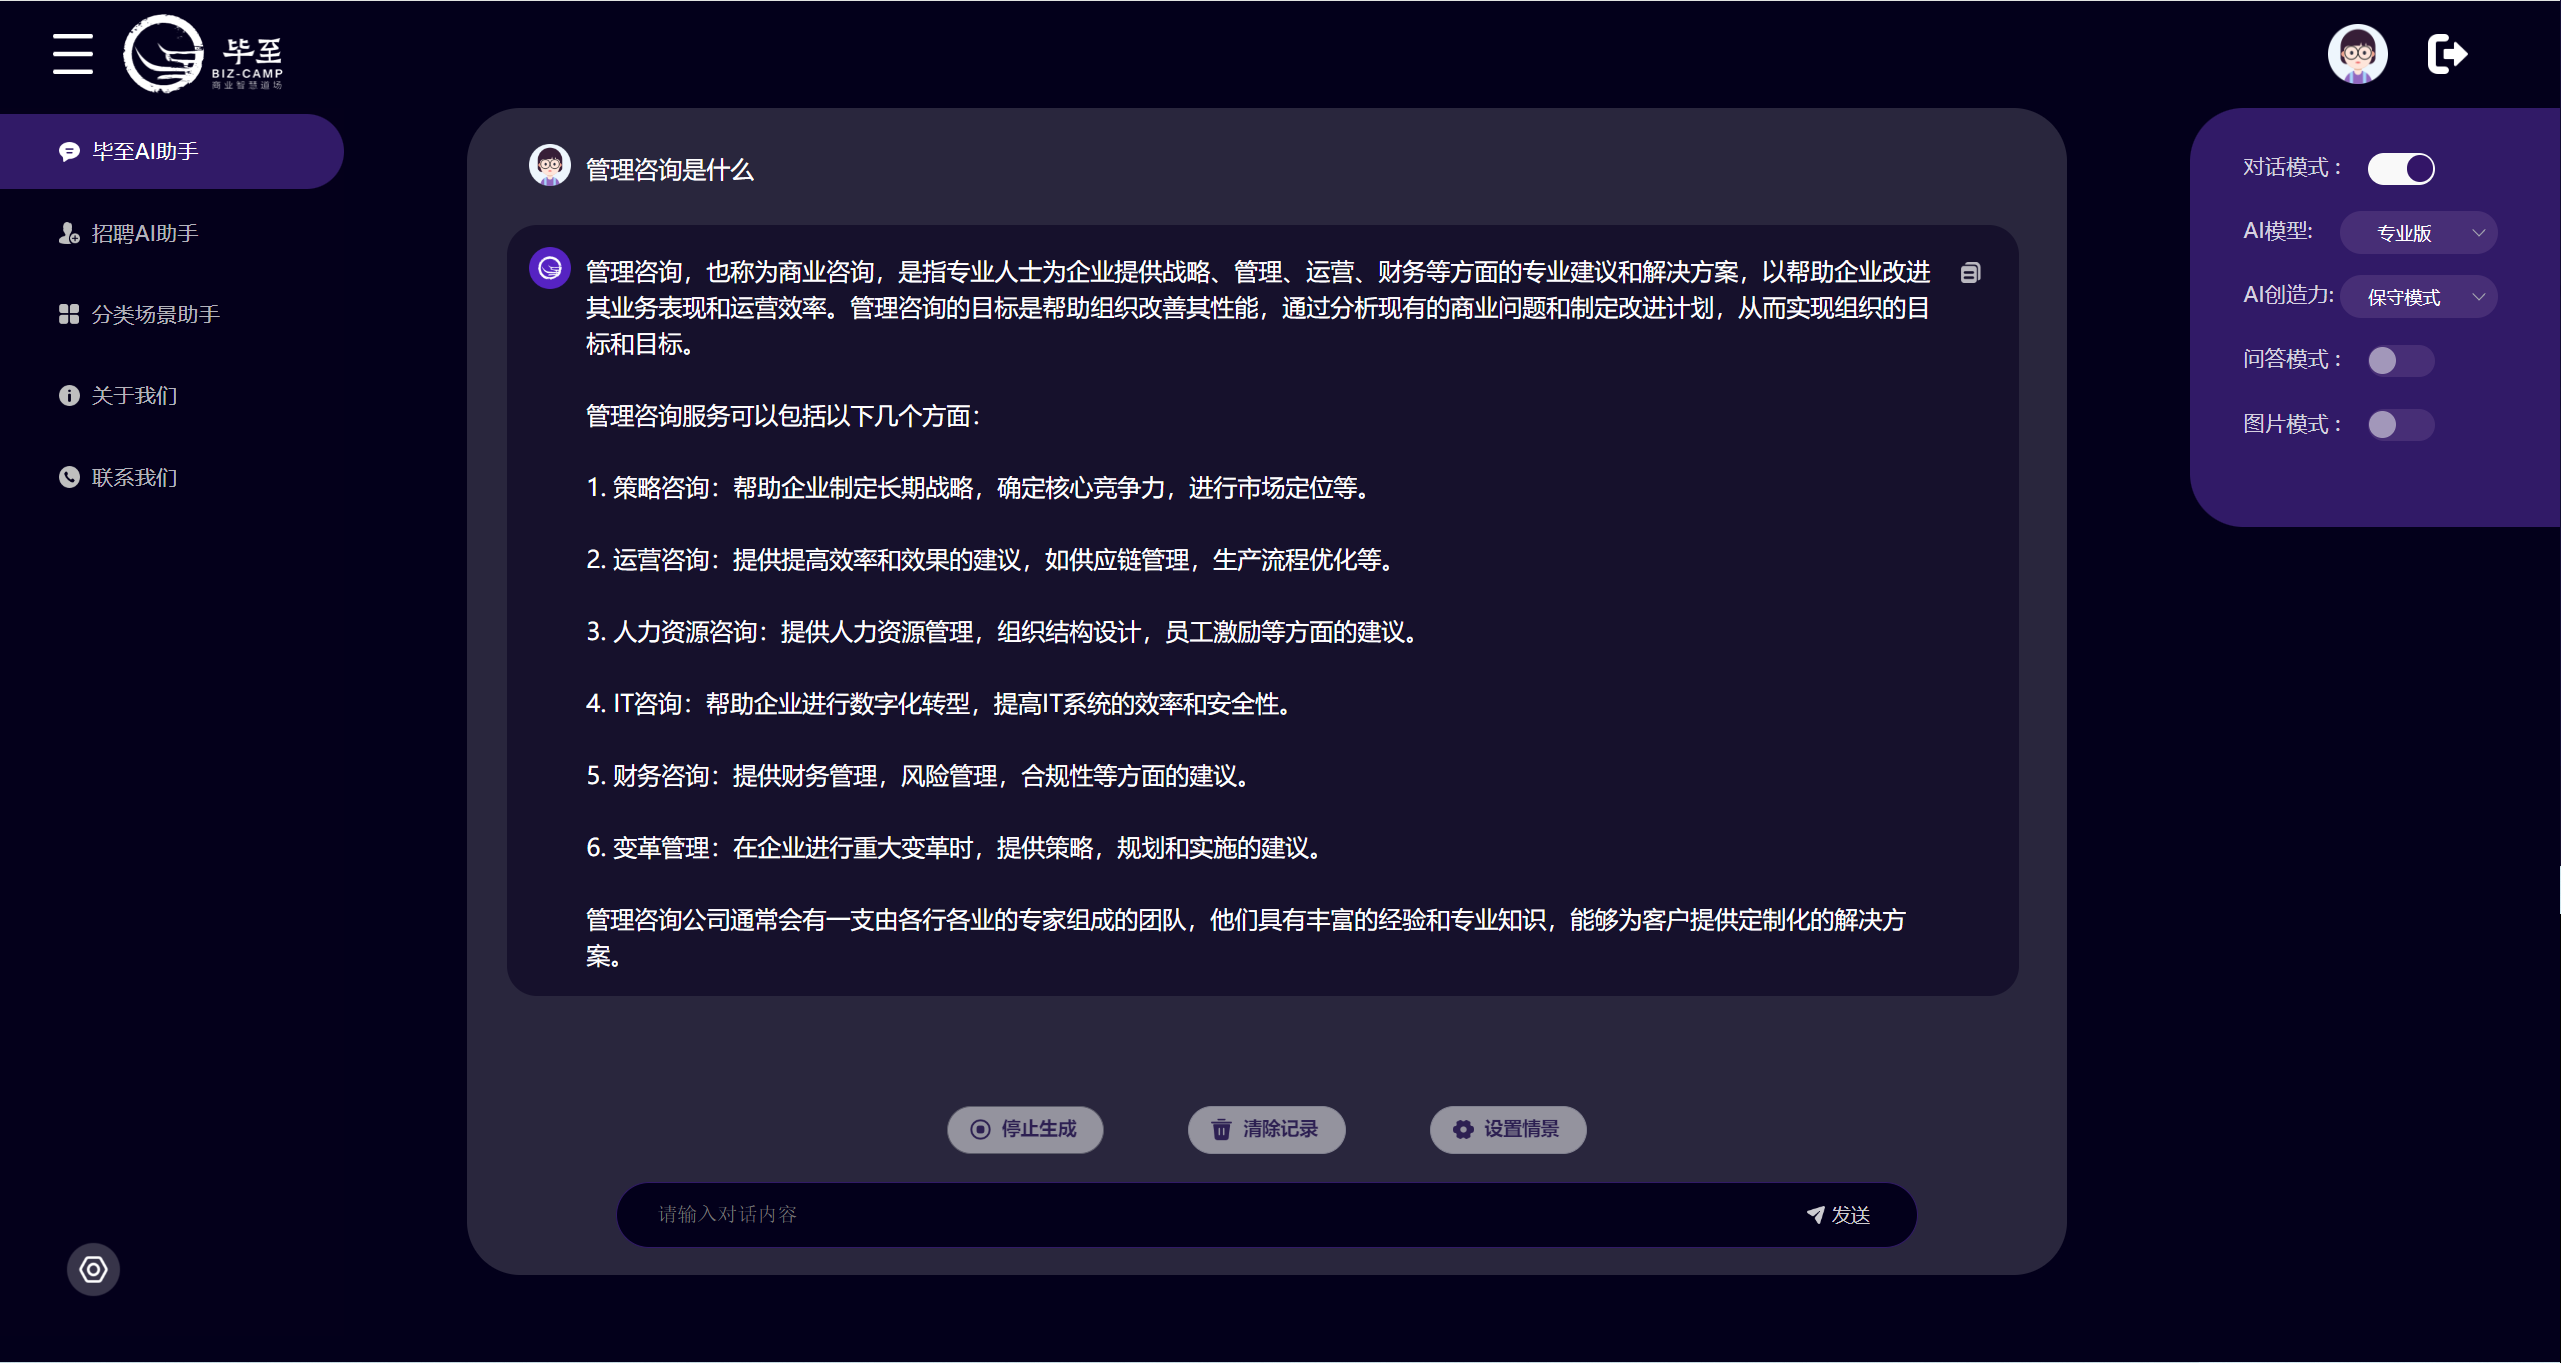 毕至
BIZ-CAMP
商业智慧道场
毕至AI助手
招聘AI助手
分类场景助手
关于我们
联系我们
管理咨询是什么
管理咨询，也称为商业咨询，是指专业人士为企业提供战略、管理、运营、财务等方面的专业建议和解决方案，以帮助企业改进
其业务表现和运营效率。管理咨询的目标是帮助组织改善其性能，通过分析现有的商业问题和制定改进计划，从而实现组织的目
标和目标。
管理咨询服务可以包括以下几个方面：
1. 策略咨询：帮助企业制定长期战略，确定核心竞争力，进行市场定位等。
2. 运营咨询：提供提高效率和效果的建议，如供应链管理，生产流程优化等。
3. 人力资源咨询：提供人力资源管理，组织结构设计，员工激励等方面的建议。
4. IT咨询：帮助企业进行数字化转型，提高IT系统的效率和安全性。
5. 财务咨询：提供财务管理，风险管理，合规性等方面的建议。
6. 变革管理：在企业进行重大变革时，提供策略，规划和实施的建议。
管理咨询公司通常会有一支由各行各业的专家组成的团队，他们具有丰富的经验和专业知识，能够为客户提供定制化的解决方
案。
停止生成
清除记录
设置情景
请输入对话内容
发送
对话模式：
AI模型: 专业版
AI创造力: 保守模式
问答模式：
图片模式：